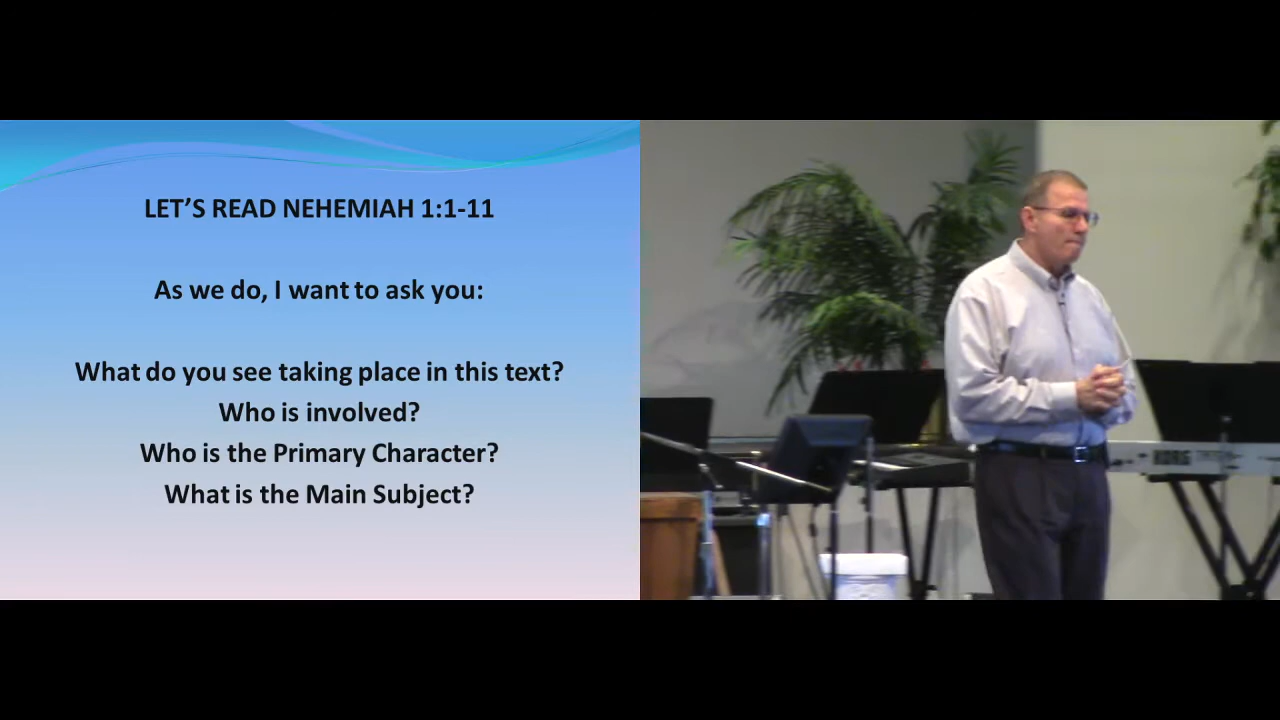 LET’S READ NEHEMIAH 1:1-11
As we do, I want to ask you:
What do you see taking place in this text?
Who is involved?
Who is the Primary Character?
What is the Main Subject?
KORG